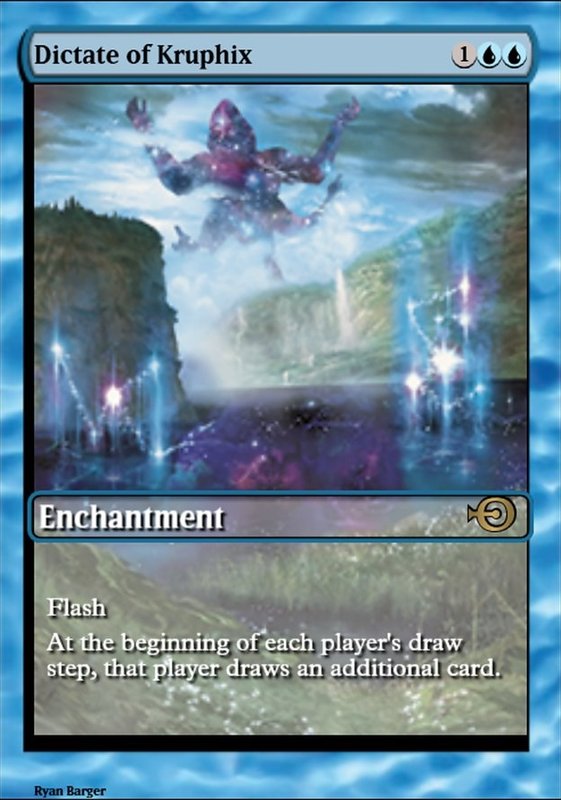 Dictate of Kruphix 1
Enchantment
Flash
At the beginning of each player's draw
step, that player draws an additional card.
Ryan Barger